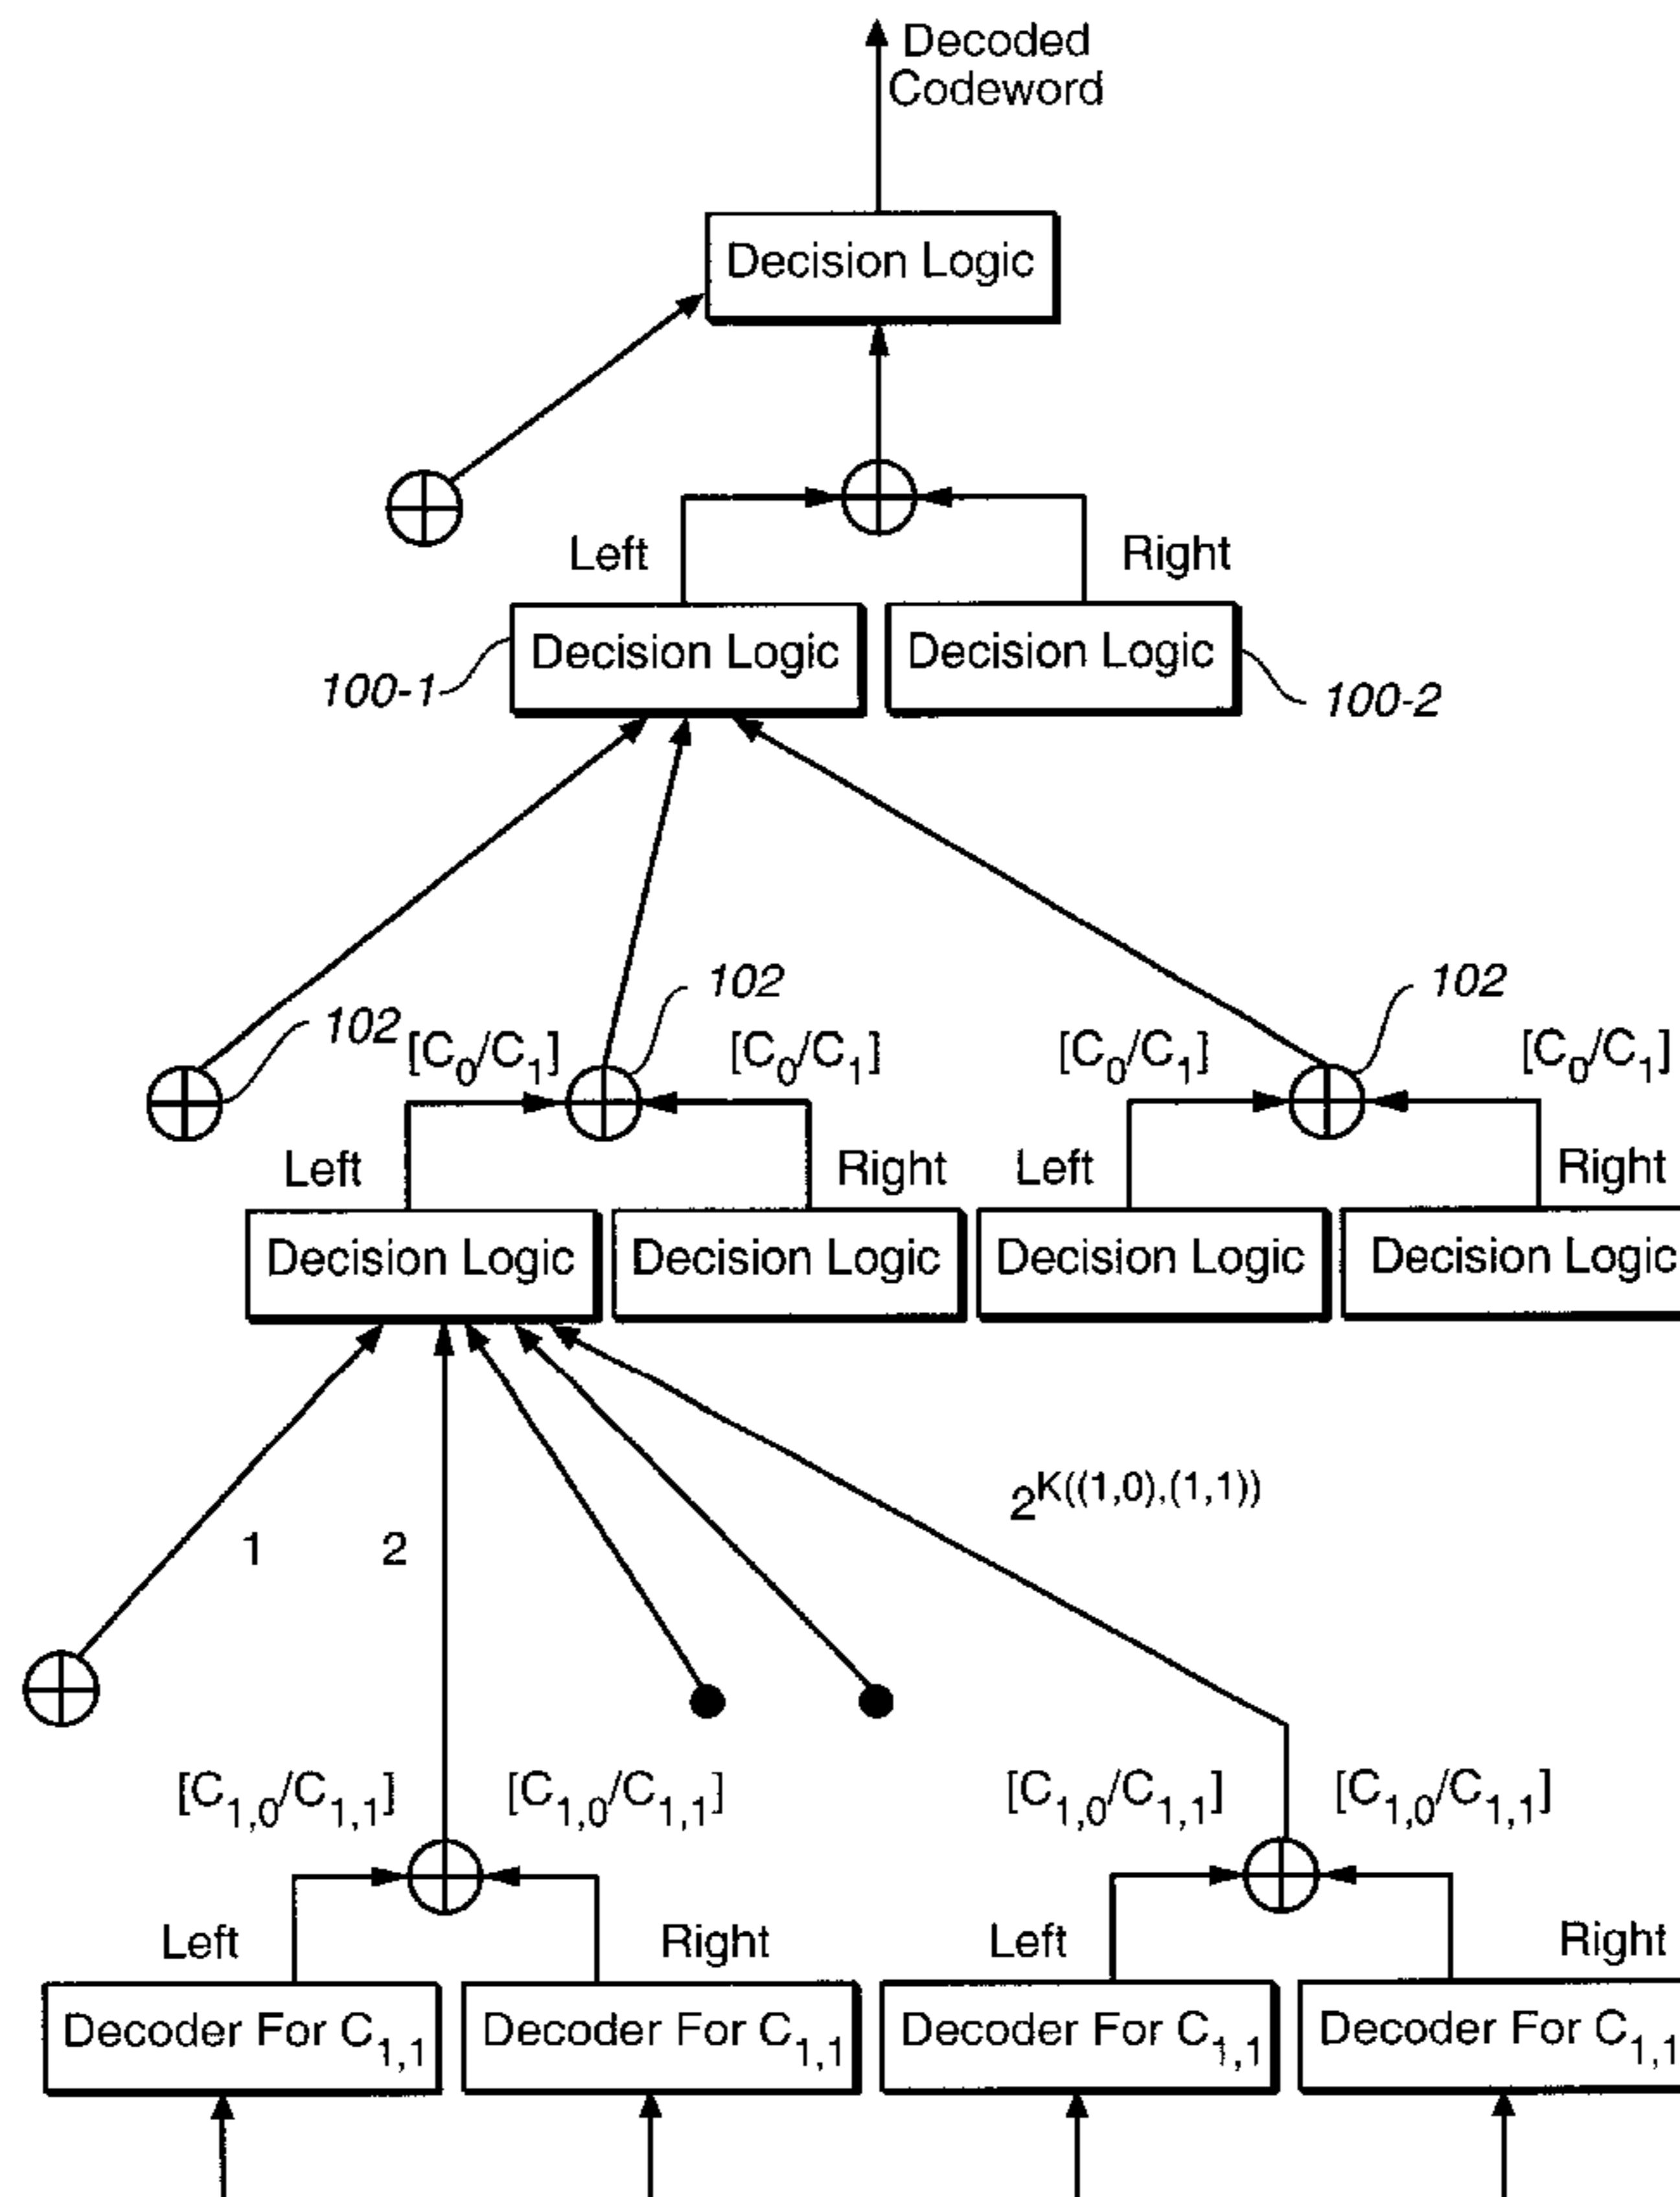 Decoded
Codeword
Decision Logic
Left
Right
Decision Logic
Decision Logic
100-1
100-2
102
102
102
[C0/C1]
[C0/C1]
[C0/C1]
[C0/C1]
Left
Right
Left
Right
Decision Logic
Decision Logic
Decision Logic
Decision Logic
1
2
2K((1,0),(1,1))
[C1,0/C1,1]
[C1,0/C1,1]
[C1,0/C1,1]
[C1,0/C1,1]
Left
Right
Left
Right
Decoder For C1,1
Decoder For C1,1
Decoder For C1,1
Decoder For C1,1